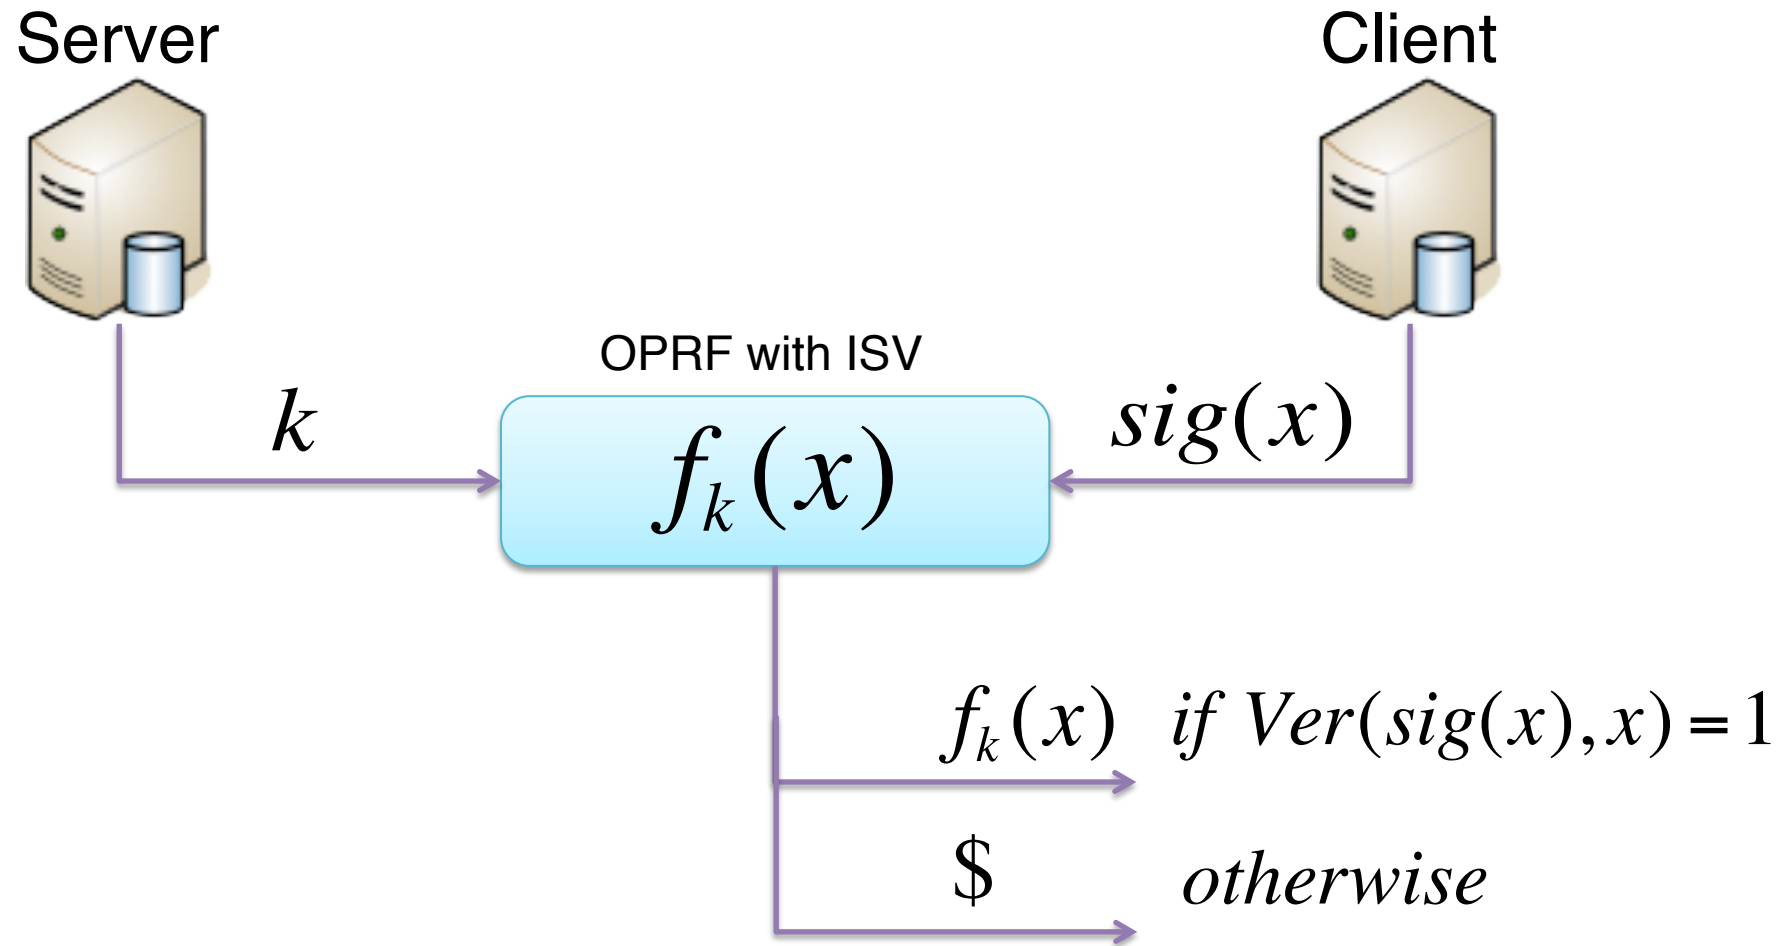 Server
Client
OPRF with ISV
k
f_k(x)
sig(x)
f_k(x) if Ver(sig(x),x)=1
$ otherwise